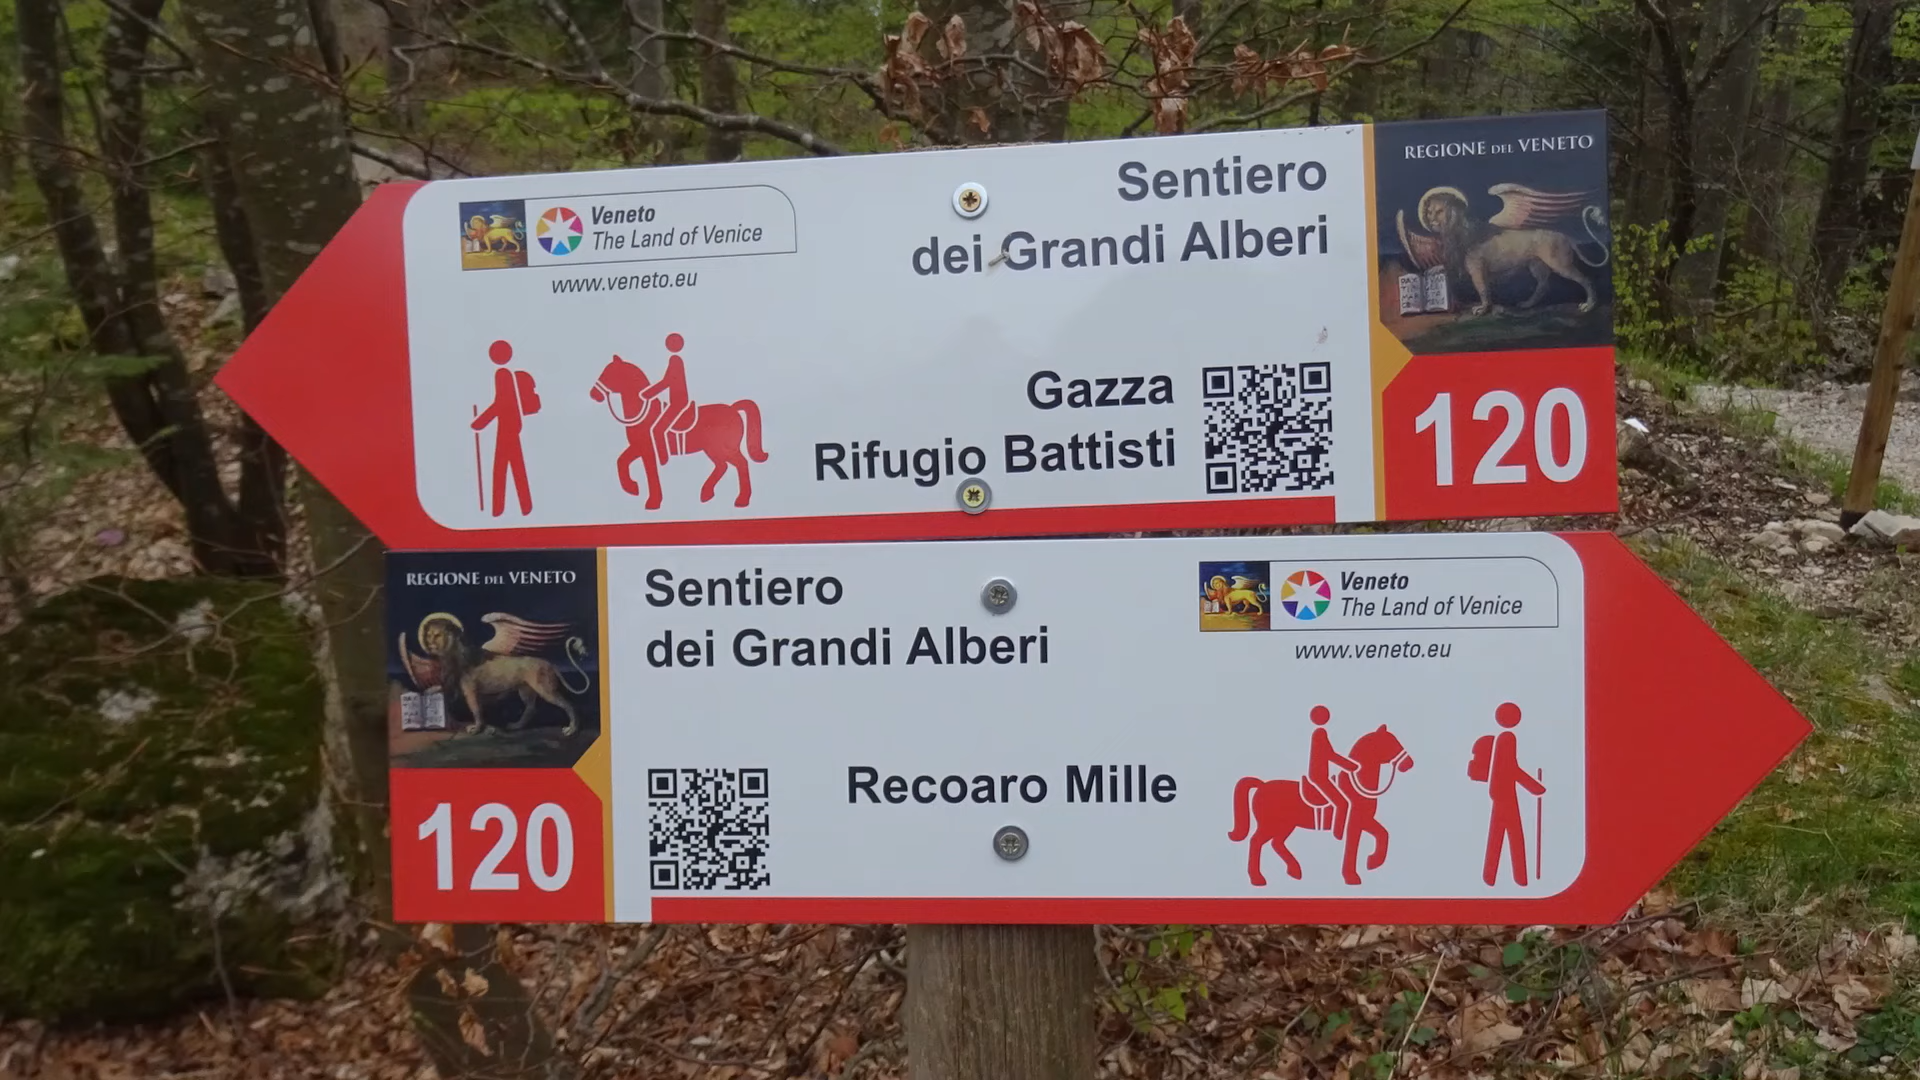 Veneto
The Land of Venice
www.veneto.eu
Sentiero
dei Grandi Alberi
Gazza
Rifugio Battisti
REGIONE DEL VENETO
120
REGIONE DEL VENETO
120
Sentiero
dei Grandi Alberi
Recoaro Mille
Veneto
The Land of Venice
www.veneto.eu